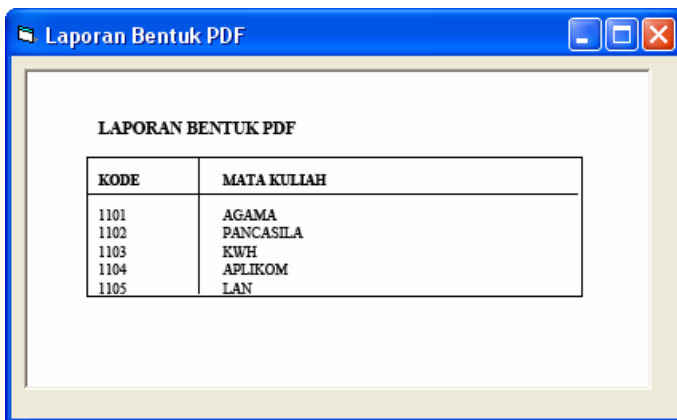 Laporan Bentuk PDF
LAPORAN BENTUK PDF
KODE MATA KULIAH
1101 AGAMA
1102 PANCASILA
1103 KWH
1104 APLIKOM
1105 LAN